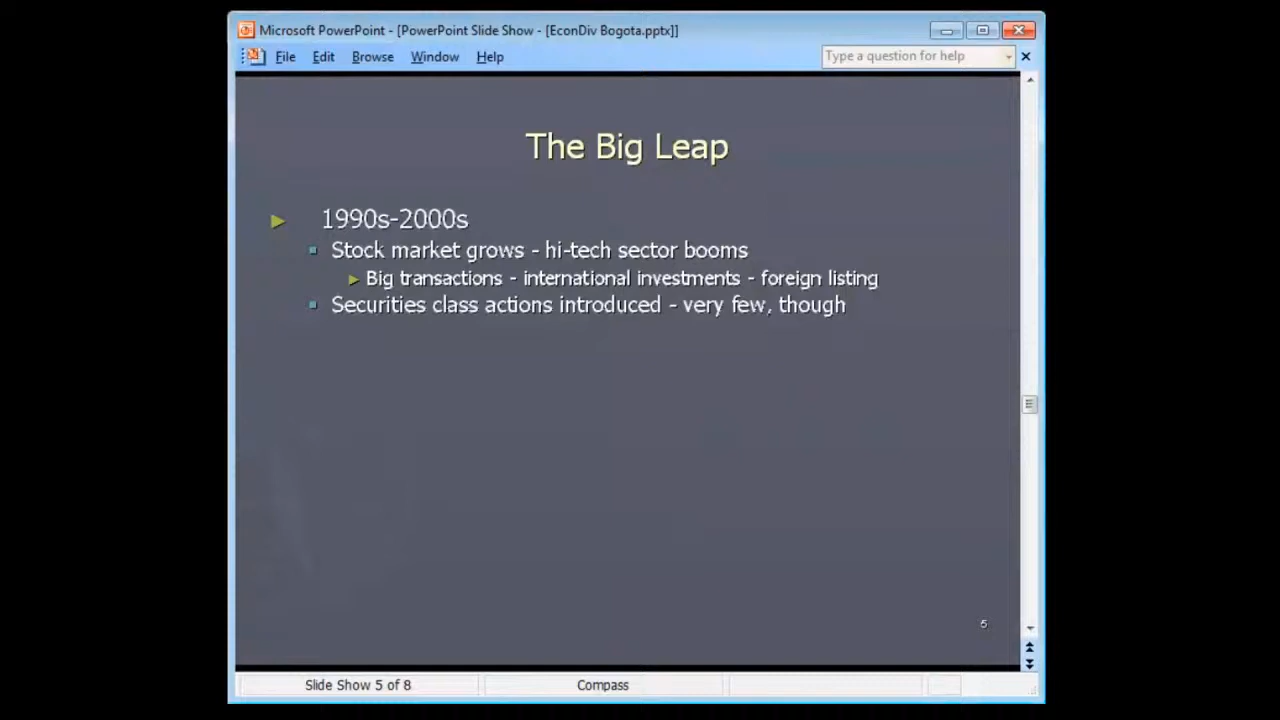 Microsoft PowerPoint - [PowerPoint Slide Show - [EconDiv Bogota.pptx]]
File Edit Browse Window Help
Type a question for help
The Big Leap
1990s-2000s
Stock market grows - hi-tech sector booms
Big transactions - international investments - foreign listing
Securities class actions introduced - very few, though
5
Slide Show 5 of 8
Compass